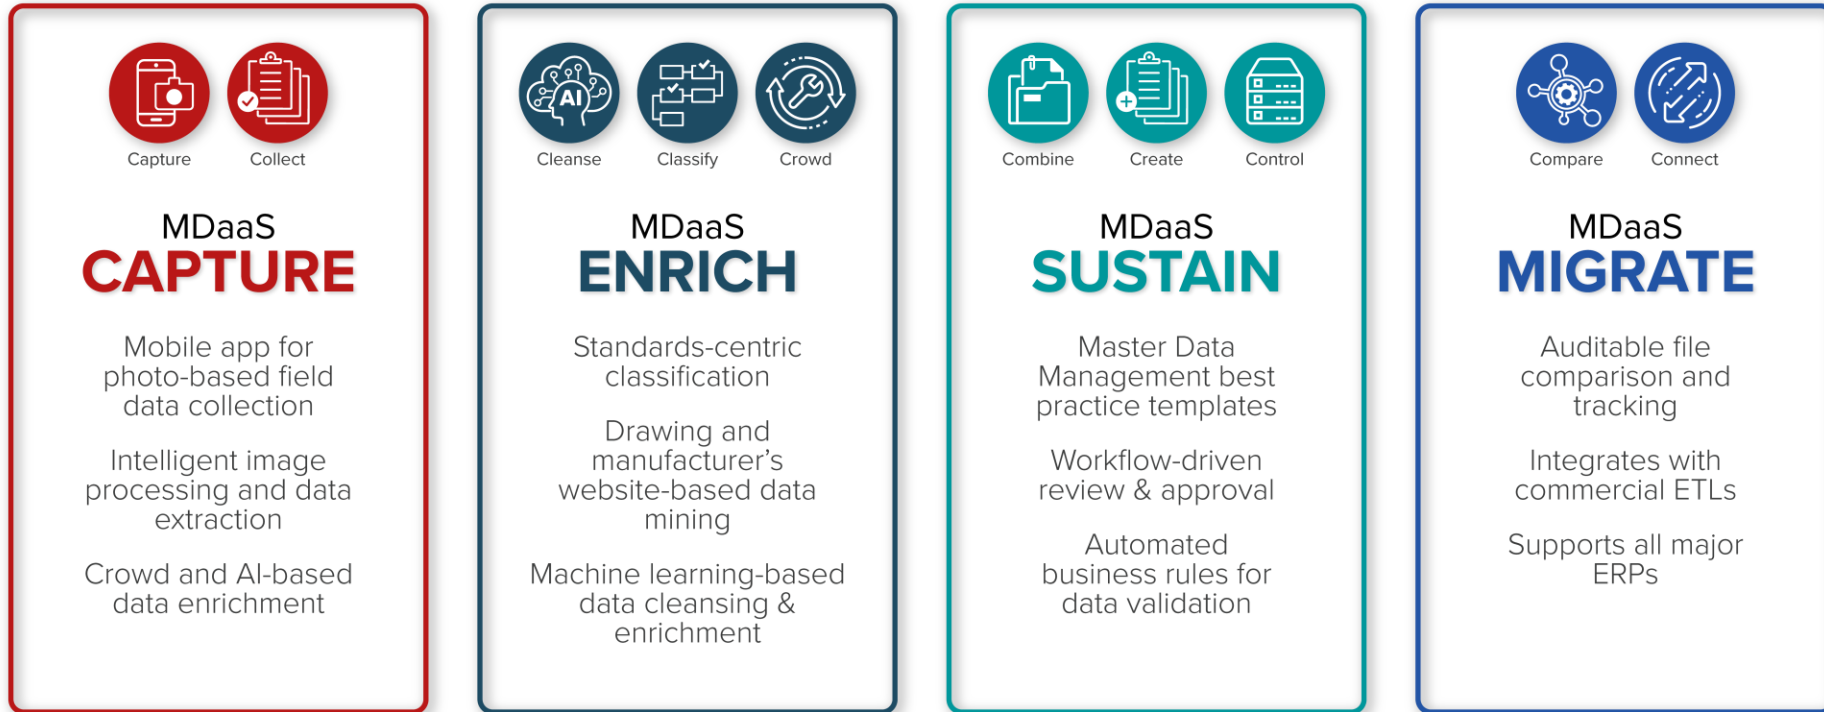 Capture
Collect
MDaaS
CAPTURE
Mobile app for
photo-based field
data collection
Intelligent image
processing and data
extraction
Crowd and AI-based
data enrichment
AI
Cleanse
Classify
Crowd
MDaaS
ENRICH
Standards-centric
classification
Drawing and
manufacturer’s
website-based data
mining
Machine learning-based
data cleansing &
enrichment
Combine
Create
Control
MDaaS
SUSTAIN
Master Data
Management best
practice templates
Workflow-driven
review & approval
Automated
business rules for
data validation
Compare
Connect
MDaaS
MIGRATE
Auditable file
comparison and
tracking
Integrates with
commercial ETLs
Supports all major
ERPs